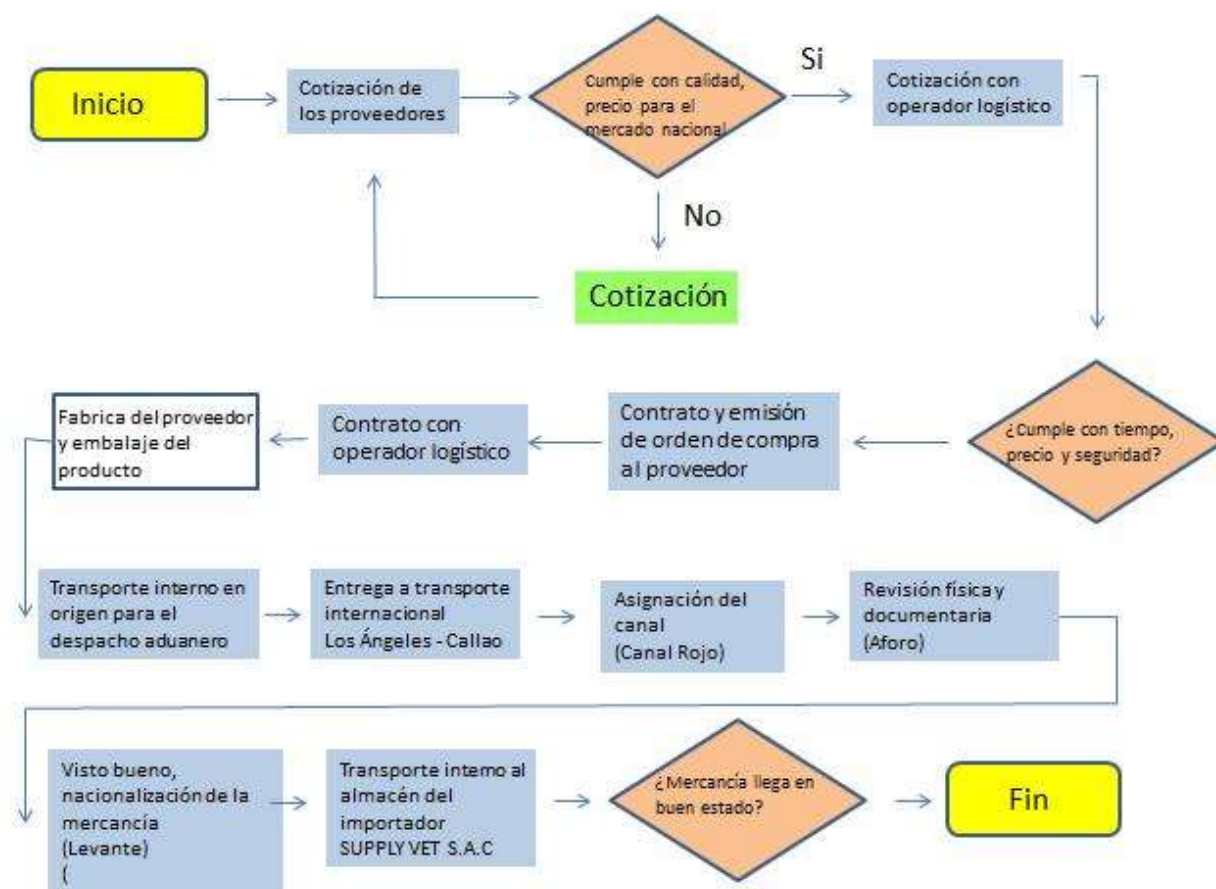 Inicio
Cotización de
los proveedores
Cumple con calidad,
precio para el
mercado nacional
Si
Cotización con
operador logístico
No
Cotización
¿Cumple con tiempo,
precio y seguridad?
Contrato y emisión
de orden de compra
al proveedor
Contrato con
operador logístico
Fabrica del proveedor
y embalaje del
producto
Transporte interno en
origen para el
despacho aduanero
Entrega a transporte
internacional
Los Ángeles - Callao
Asignación del
canal
(Canal Rojo)
Revisión física y
documentaria
(Aforo)
Visto bueno,
nacionalización de la
mercancía
(Levante)
(
Transporte interno al
almacén del
importador
SUPPLY VET S.A.C
¿Mercancía llega en
buen estado?
Fin